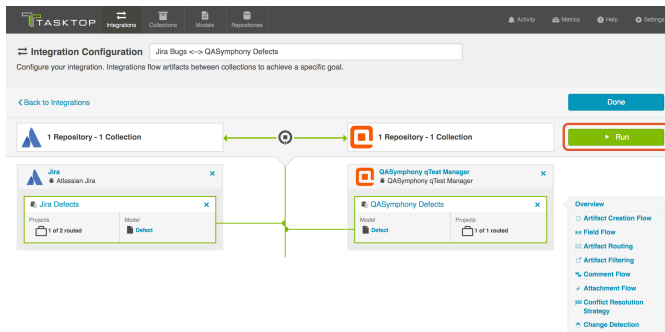 TASKTOP
Integrations
Collections
Models
Repositories
Activity
Metrics
Help
Settings
Integration Configuration
Jira Bugs <--> QASymphony Defects
Configure your integration. Integrations flow artifacts between collections to achieve a specific goal.
Back to Integrations
Done
1 Repository - 1 Collection
1 Repository - 1 Collection
Run
Jira
Atlassian Jira
QASymphony qTest Manager
QASymphony qTest Manager
Jira Defects
Projects
1 of 2 routed
Model
Defect
QASymphony Defects
Model
Defect
Projects
1 of 1 routed
Overview
Artifact Creation Flow
Field Flow
Artifact Routing
Artifact Filtering
Comment Flow
Attachment Flow
Conflict Resolution
Strategy
Change Detection